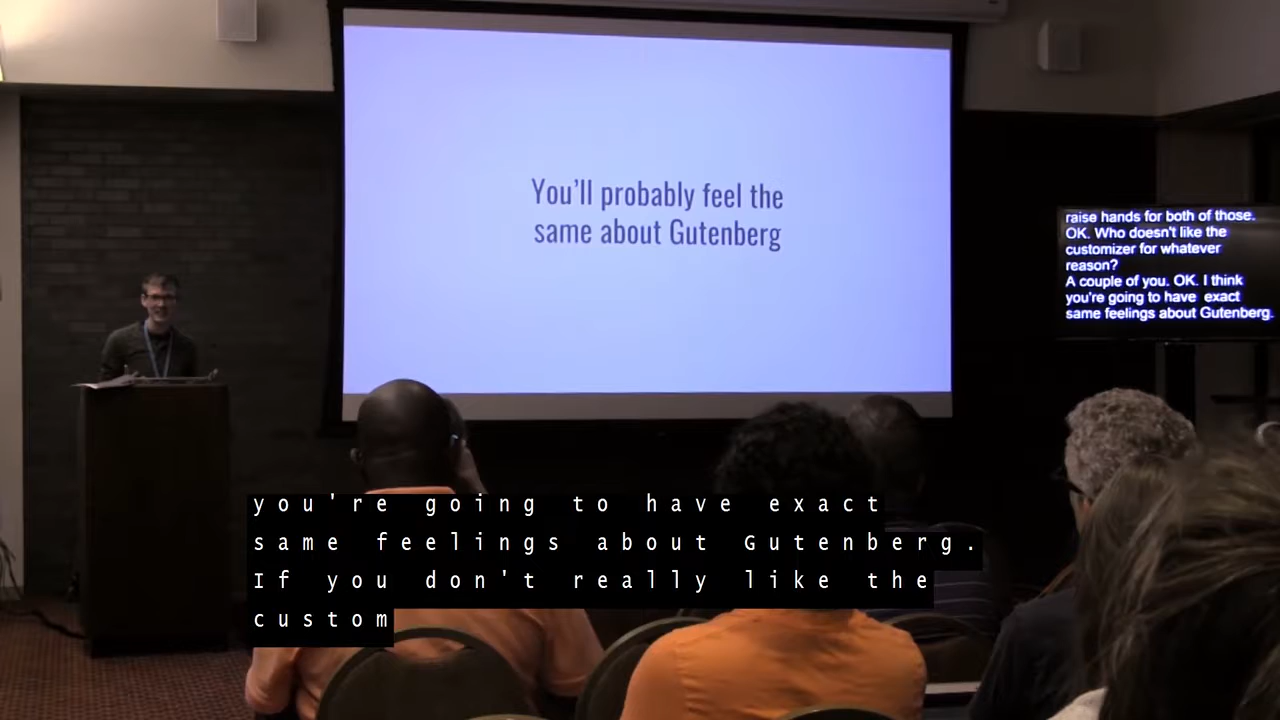 You'll probably feel the
same about Gutenberg
raise hands for both of those.
OK. Who doesn't like the
customizer for whatever
reason?
A couple of you. OK. I think
you're going to have exact
same feelings about Gutenberg.
you're going to have exact
same feelings about Gutenberg.
If you don't really like the
custom